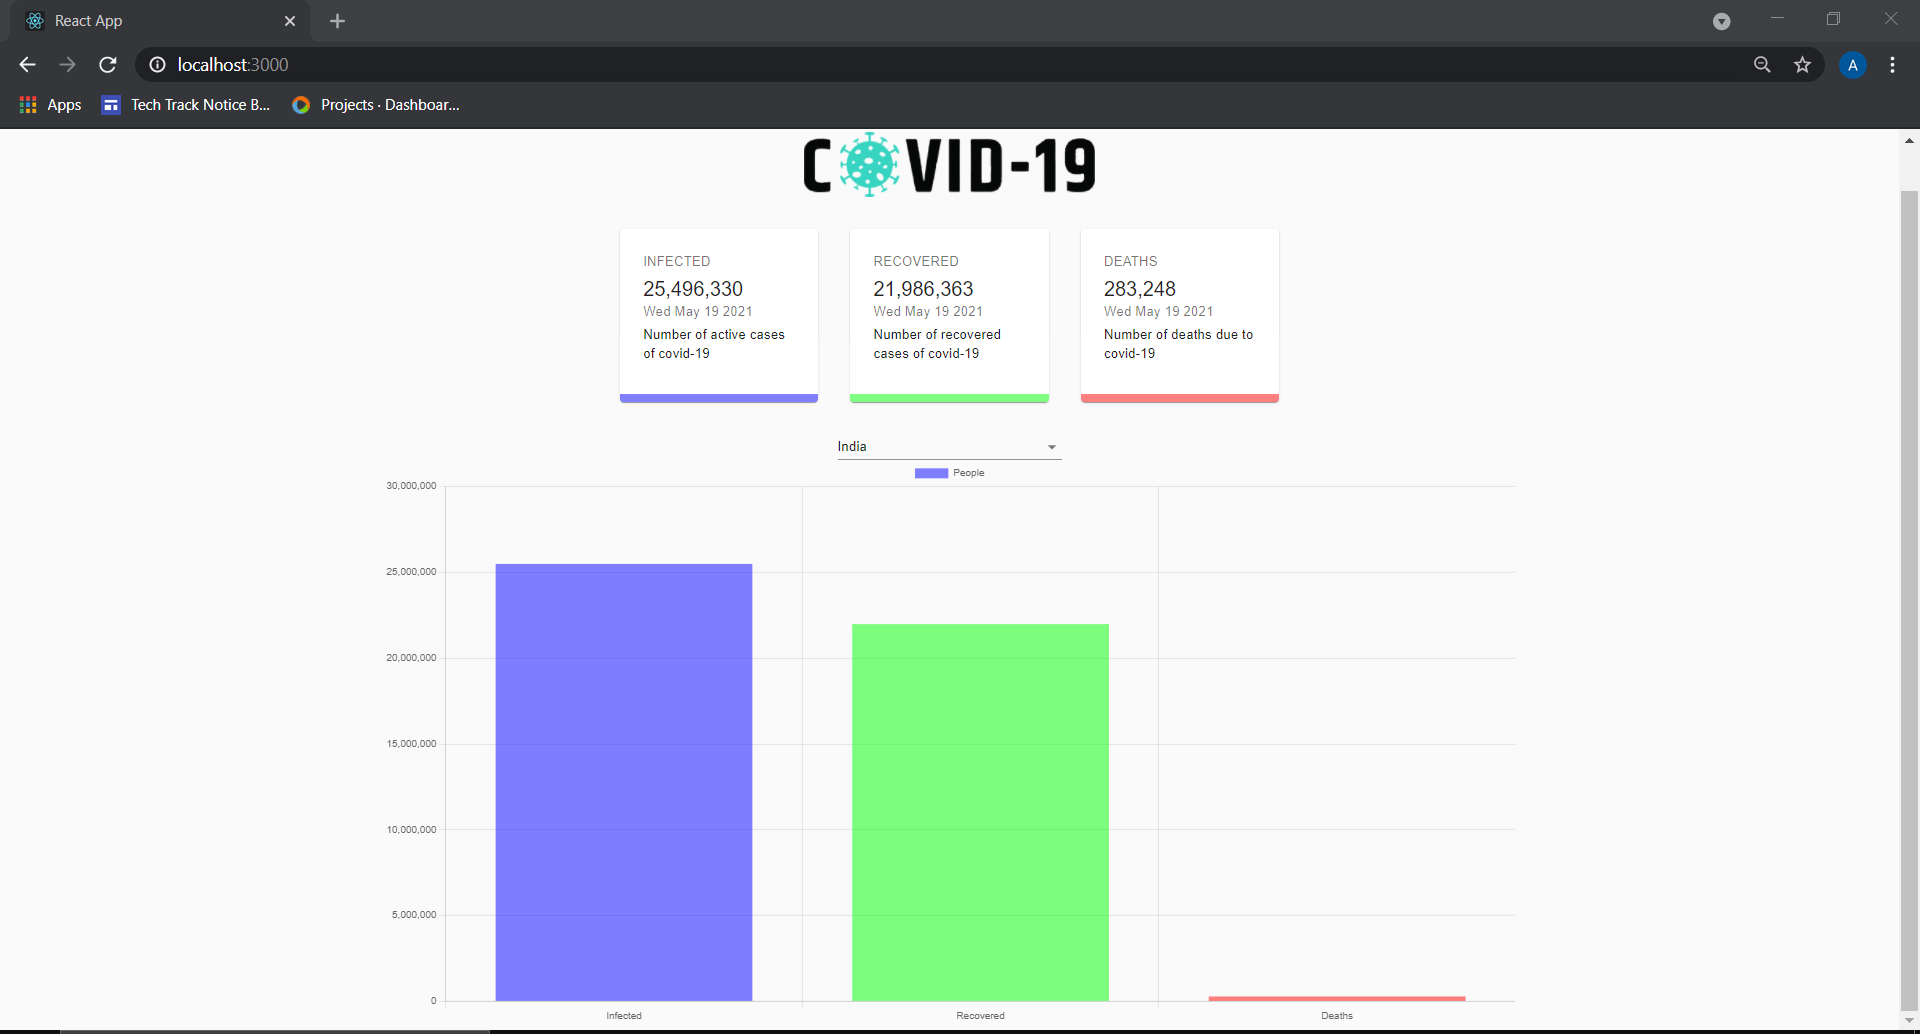 React App
localhost:3000
A
Apps
Tech Track Notice B...
Projects · Dashboar...
COVID-19
INFECTED
25,496,330
Wed May 19 2021
Number of active cases
of covid-19
RECOVERED
21,986,363
Wed May 19 2021
Number of recovered
cases of covid-19
DEATHS
283,248
Wed May 19 2021
Number of deaths due to
covid-19
India
People
30,000,000
25,000,000
20,000,000
15,000,000
10,000,000
5,000,000
0
Infected
Recovered
Deaths